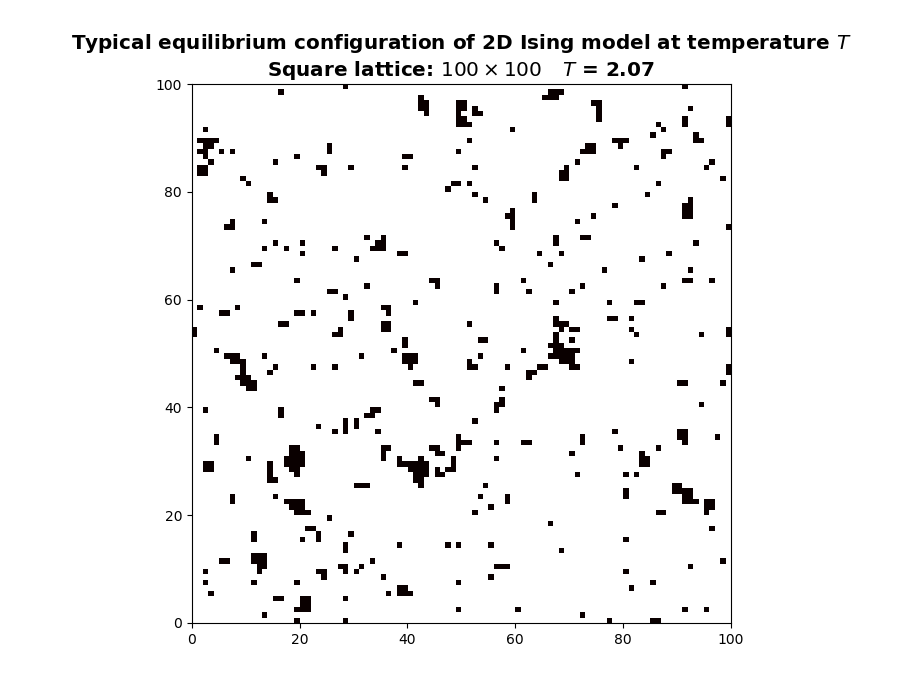 Typical equilibrium configuration of 2D Ising model at temperature T
Square lattice: 100 × 100 T = 2.07
100
80
60
40
20
0
0 20 40 60 80 100